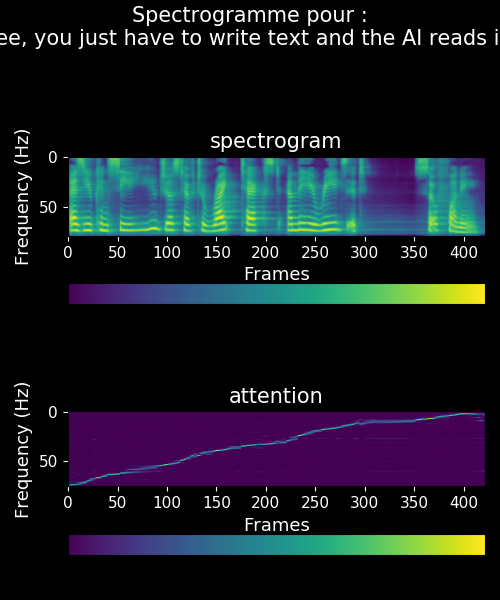 Spectrogramme pour :
ee, you just have to write text and the AI reads i
spectrogram
Frequency (Hz)
0
50
0 50 100 150 200 250 300 350 400
Frames
attention
Frequency (Hz)
0
50
0 50 100 150 200 250 300 350 400
Frames